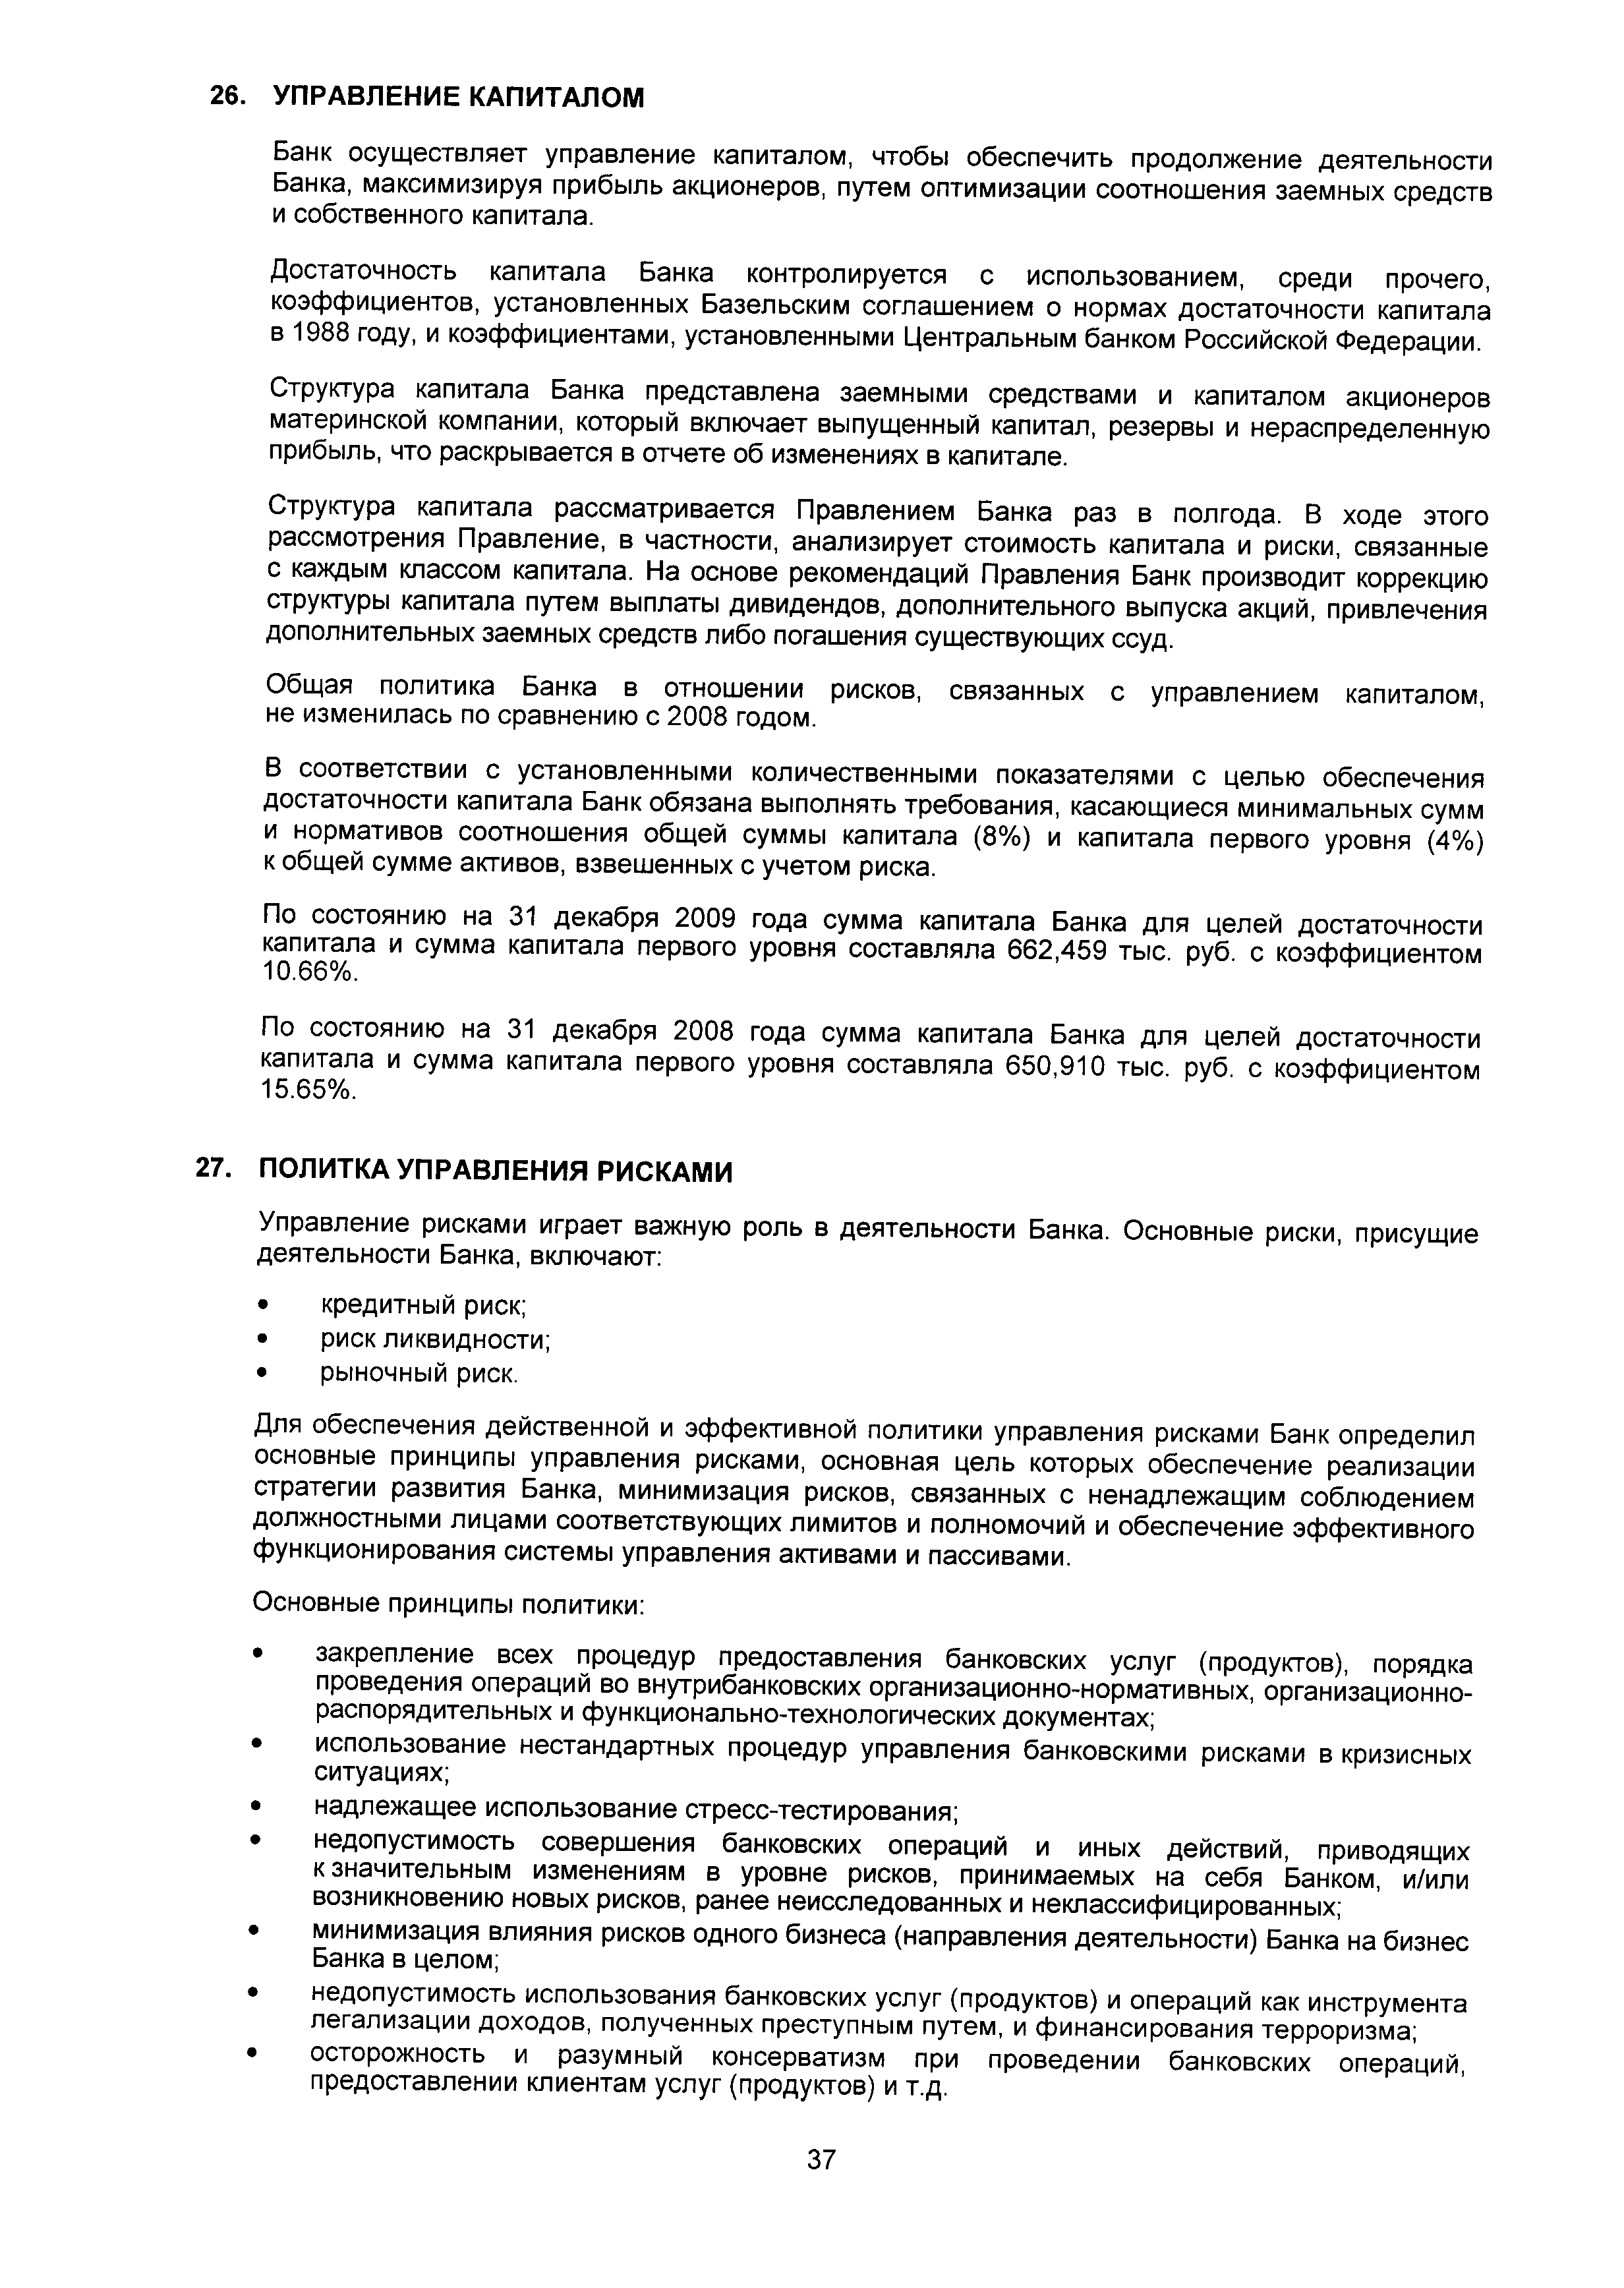 26. УПРАВЛЕНИЕ КАПИТАЛОМ
Банк осуществляет управление капиталом, чтобы обеспечить продолжение деятельности
Банка, максимизируя прибыль акционеров, путем оптимизации соотношения заемных средств
и собственного капитала.
Достаточность капитала Банка контролируется с использованием, среди прочего,
коэффициентов, установленных Базельским соглашением о нормах достаточности капитала
в 1988 году, и коэффициентами, установленными Центральным банком Российской Федерации.
Структура капитала Банка представлена заемными средствами и капиталом акционеров
материнской компании, который включает выпущенный капитал, резервы и нераспределенную
прибыль, что раскрывается в отчете об изменениях в капитале.
Структура капитала рассматривается Правлением Банка раз в полгода. В ходе этого
рассмотрения Правление, в частности, анализирует стоимость капитала и риски, связанные
с каждым классом капитала. На основе рекомендаций Правления Банк производит коррекцию
структуры капитала путем выплаты дивидендов, дополнительного выпуска акций, привлечения
дополнительных заемных средств либо погашения существующих ссуд.
Общая политика Банка в отношении рисков, связанных с управлением капиталом,
не изменилась по сравнению с 2008 годом.
В соответствии с установленными количественными показателями с целью обеспечения
достаточности капитала Банк обязана выполнять требования, касающиеся минимальных сумм
и нормативов соотношения общей суммы капитала (8%) и капитала первого уровня (4%)
к общей сумме активов, взвешенных с учетом риска.
По состоянию на 31 декабря 2009 года сумма капитала Банка для целей достаточности
капитала и сумма капитала первого уровня составляла 662,459 тыс. руб. с коэффициентом
10.66%.
По состоянию на 31 декабря 2008 года сумма капитала Банка для целей достаточности
капитала и сумма капитала первого уровня составляла 650,910 тыс. руб. с коэффициентом
15.65%.
27. ПОЛИТКА УПРАВЛЕНИЯ РИСКАМИ
Управление рисками играет важную роль в деятельности Банка. Основные риски, присущие
деятельности Банка, включают:
• кредитный риск;
• риск ликвидности;
• рыночный риск.
Для обеспечения действенной и эффективной политики управления рисками Банк определил
основные принципы управления рисками, основная цель которых обеспечение реализации
стратегии развития Банка, минимизация рисков, связанных с ненадлежащим соблюдением
должностными лицами соответствующих лимитов и полномочий и обеспечение эффективного
функционирования системы управления активами и пассивами.
Основные принципы политики:
• закрепление всех процедур предоставления банковских услуг (продуктов), порядка
проведения операций во внутрибанковских организационно-нормативных, организационно-
распорядительных и функционально-технологических документах;
• использование нестандартных процедур управления банковскими рисками в кризисных
ситуациях;
• надлежащее использование стресс-тестирования;
• недопустимость совершения банковских операций и иных действий, приводящих
к значительным изменениям в уровне рисков, принимаемых на себя Банком, и/или
возникновению новых рисков, ранее неисследованных и неклассифицированных;
• минимизация влияния рисков одного бизнеса (направления деятельности) Банка на бизнес
Банка в целом;
• недопустимость использования банковских услуг (продуктов) и операций как инструмента
легализации доходов, полученных преступным путем, и финансирования терроризма;
• осторожность и разумный консерватизм при проведении банковских операций,
предоставлении клиентам услуг (продуктов) и т.д.
37